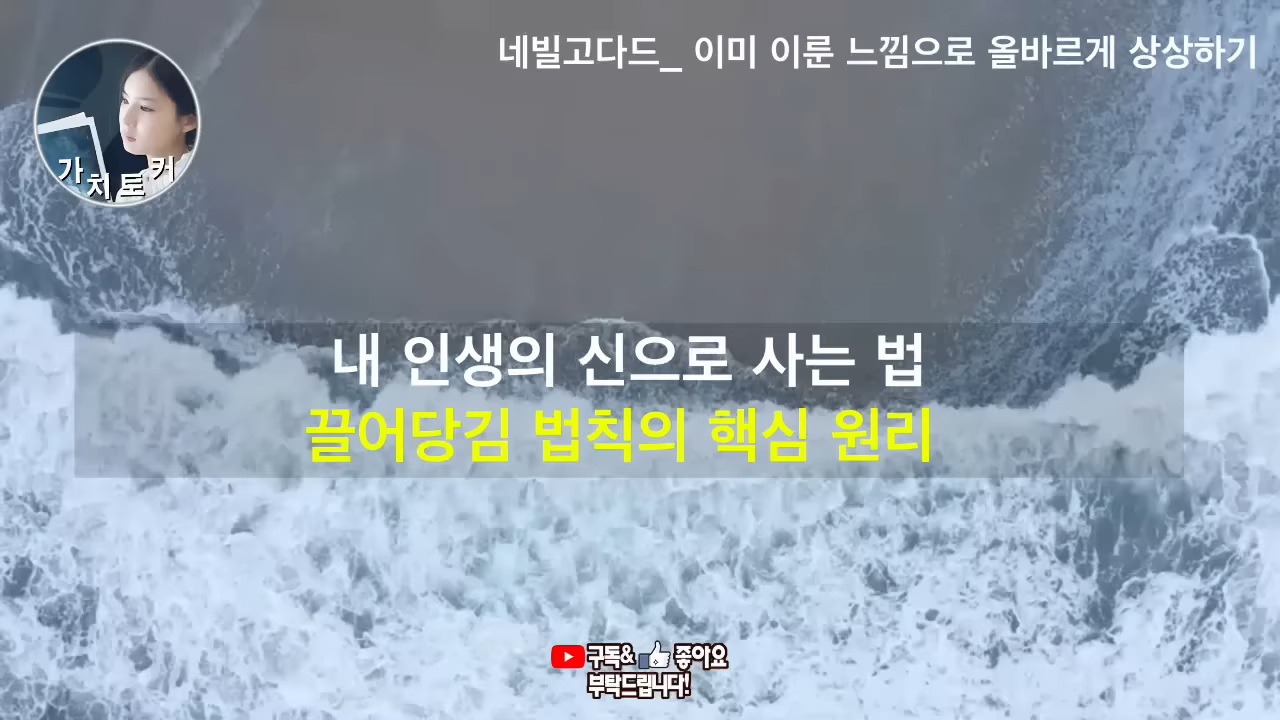 네빌고다드_ 이미 이룬 느낌으로 올바르게 상상하기
가치토커
내 인생의 신으로 사는 법
끌어당김 법칙의 핵심 원리
구독& 좋아요
부탁드립니다!